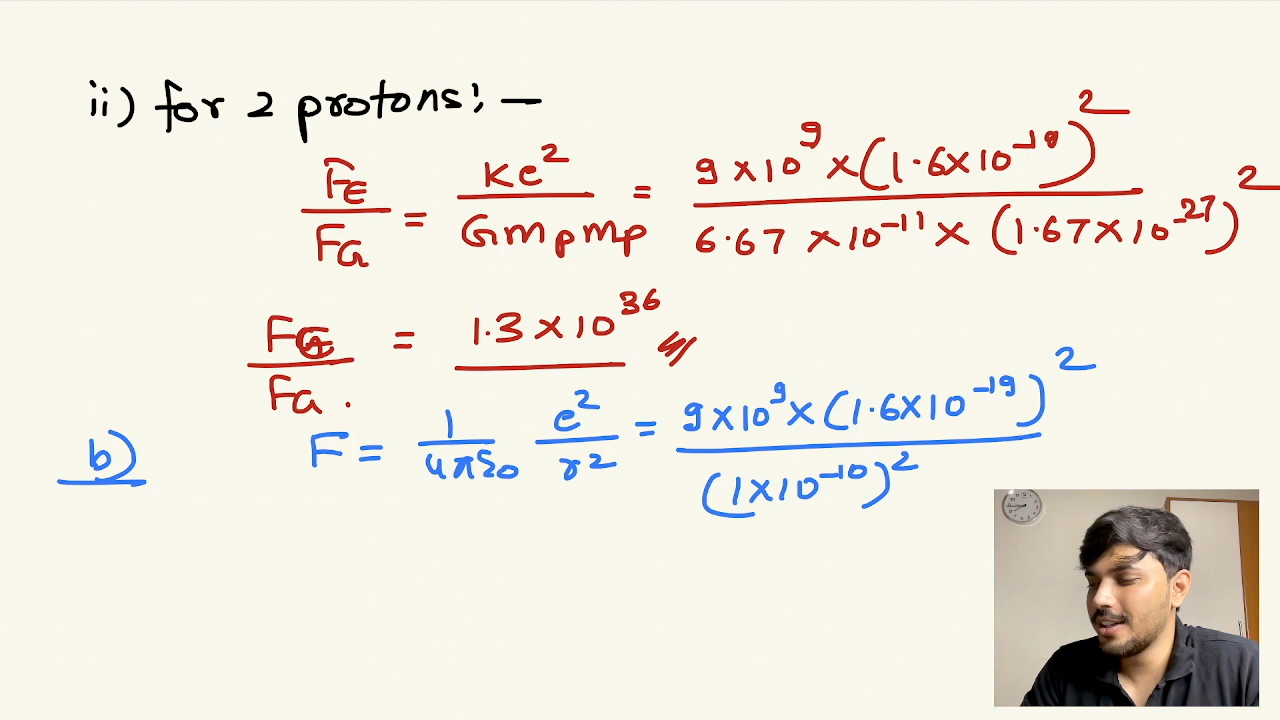 ii) for 2 protons:—
FE/FG = Ke²/Gmpmp = 9×10⁹×(1.6×10⁻¹⁹)²/6.67×10⁻¹¹×(1.67×10⁻²⁷)²
/FG. = 1.3×10³⁶
b) F = 1/4πε₀ e²/r² = 9×10⁹×(1.6×10⁻¹⁹)²/(1×10⁻¹⁰)²